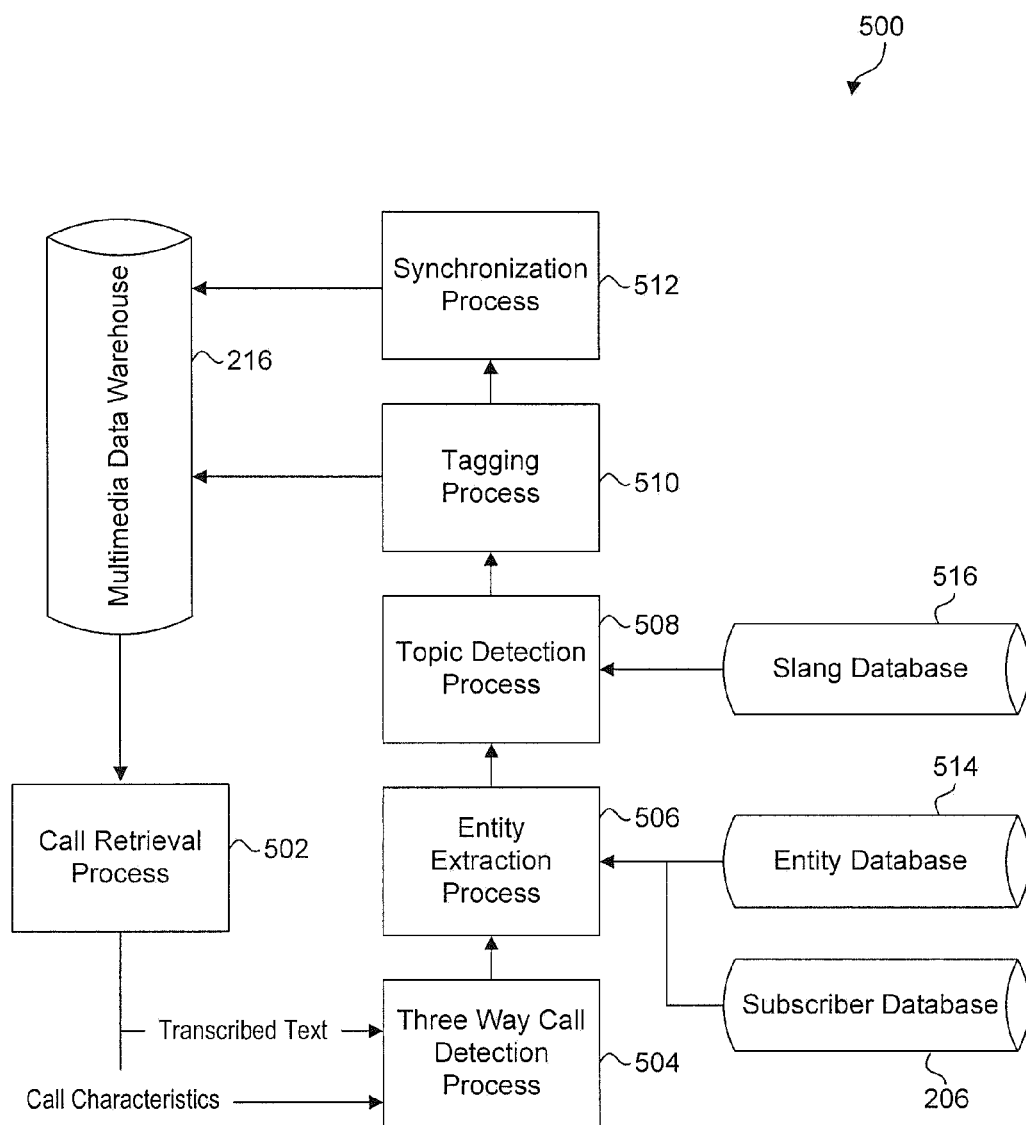 500
Multimedia Data Warehouse
216
Synchronization
Process
512
Tagging
Process
510
Topic Detection
Process
508
516
Slang Database
Entity
Extraction
Process
506
514
Entity Database
Subscriber Database
206
Call Retrieval
Process
502
Transcribed Text
Call Characteristics
Three Way Call
Detection
Process
504